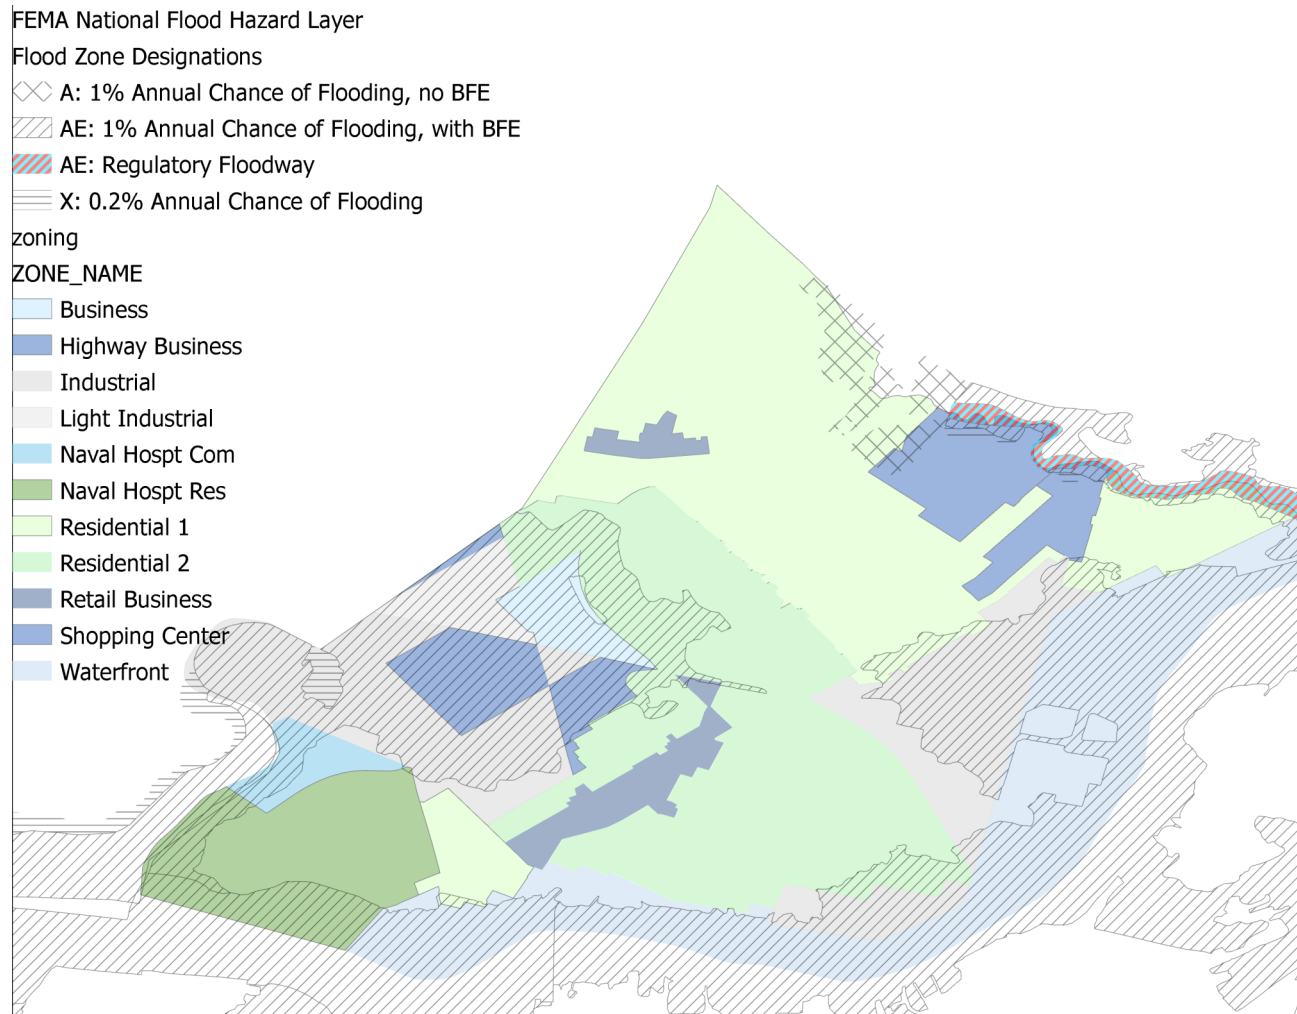 FEMA National Flood Hazard Layer
Flood Zone Designations
A: 1% Annual Chance of Flooding, no BFE
AE: 1% Annual Chance of Flooding, with BFE
AE: Regulatory Floodway
X: 0.2% Annual Chance of Flooding
zoning
ZONE_NAME
Business
Highway Business
Industrial
Light Industrial
Naval Hospt Com
Naval Hospt Res
Residential 1
Residential 2
Retail Business
Shopping Center
Waterfront